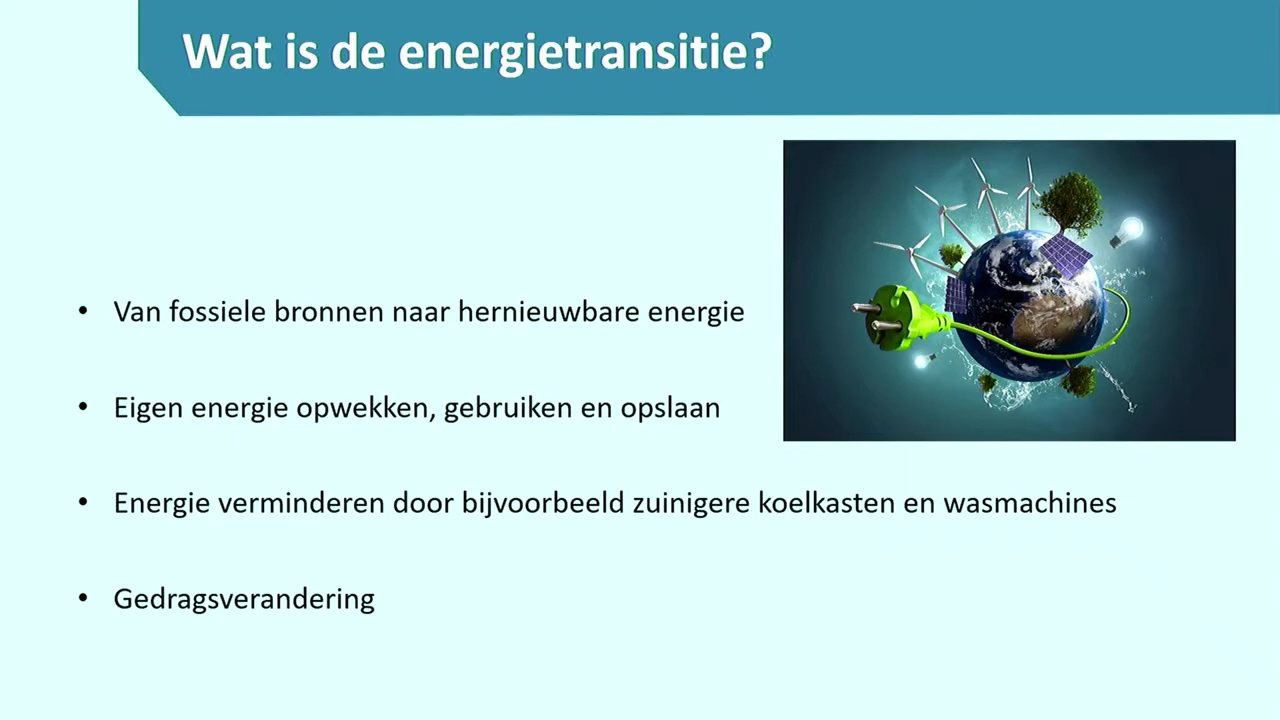 Wat is de energietransitie?
• Van fossiele bronnen naar hernieuwbare energie
• Eigen energie opwekken, gebruiken en opslaan
• Energie verminderen door bijvoorbeeld zuinigere koelkasten en wasmachines
• Gedragsverandering